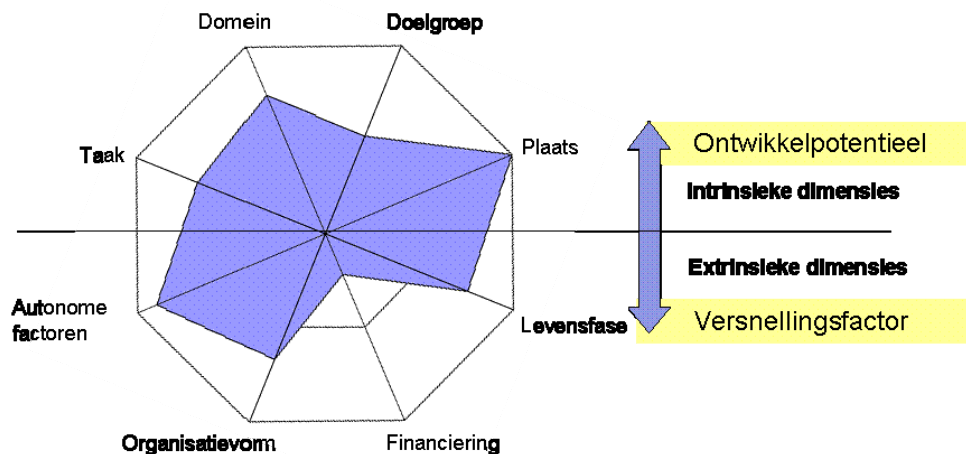 Domein
Doelgroep
Taak
Plaats
Ontwikkelpotentieel
Intrinsieke dimensies
Extrinsieke dimensies
Autonome
factoren
Levensfase
Versnellingsfactor
Organisatievorm
Financiering